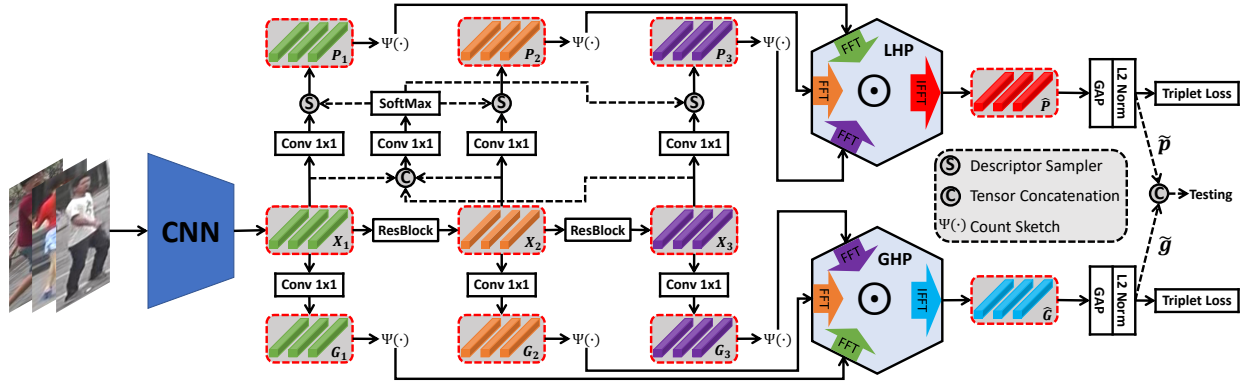 P₁ Ψ(·) P₂ Ψ(·) P₃ Ψ(·)
FFT LHP
FFT IFFT
FFT
P̂
GAP
L2 Norm
Triplet Loss
S SoftMax S S
Conv 1x1 Conv 1x1 Conv 1x1 Conv 1x1
C
p̃
S Descriptor Sampler
C Tensor Concatenation
Ψ(·) Count Sketch
C Testing
g̃
CNN
X₁ ResBlock X₂ ResBlock X₃
Conv 1x1 Conv 1x1 Conv 1x1
FFT GHP
FFT IFFT
FFT
Ĝ
GAP
L2 Norm
Triplet Loss
G₁ Ψ(·) G₂ Ψ(·) G₃ Ψ(·)